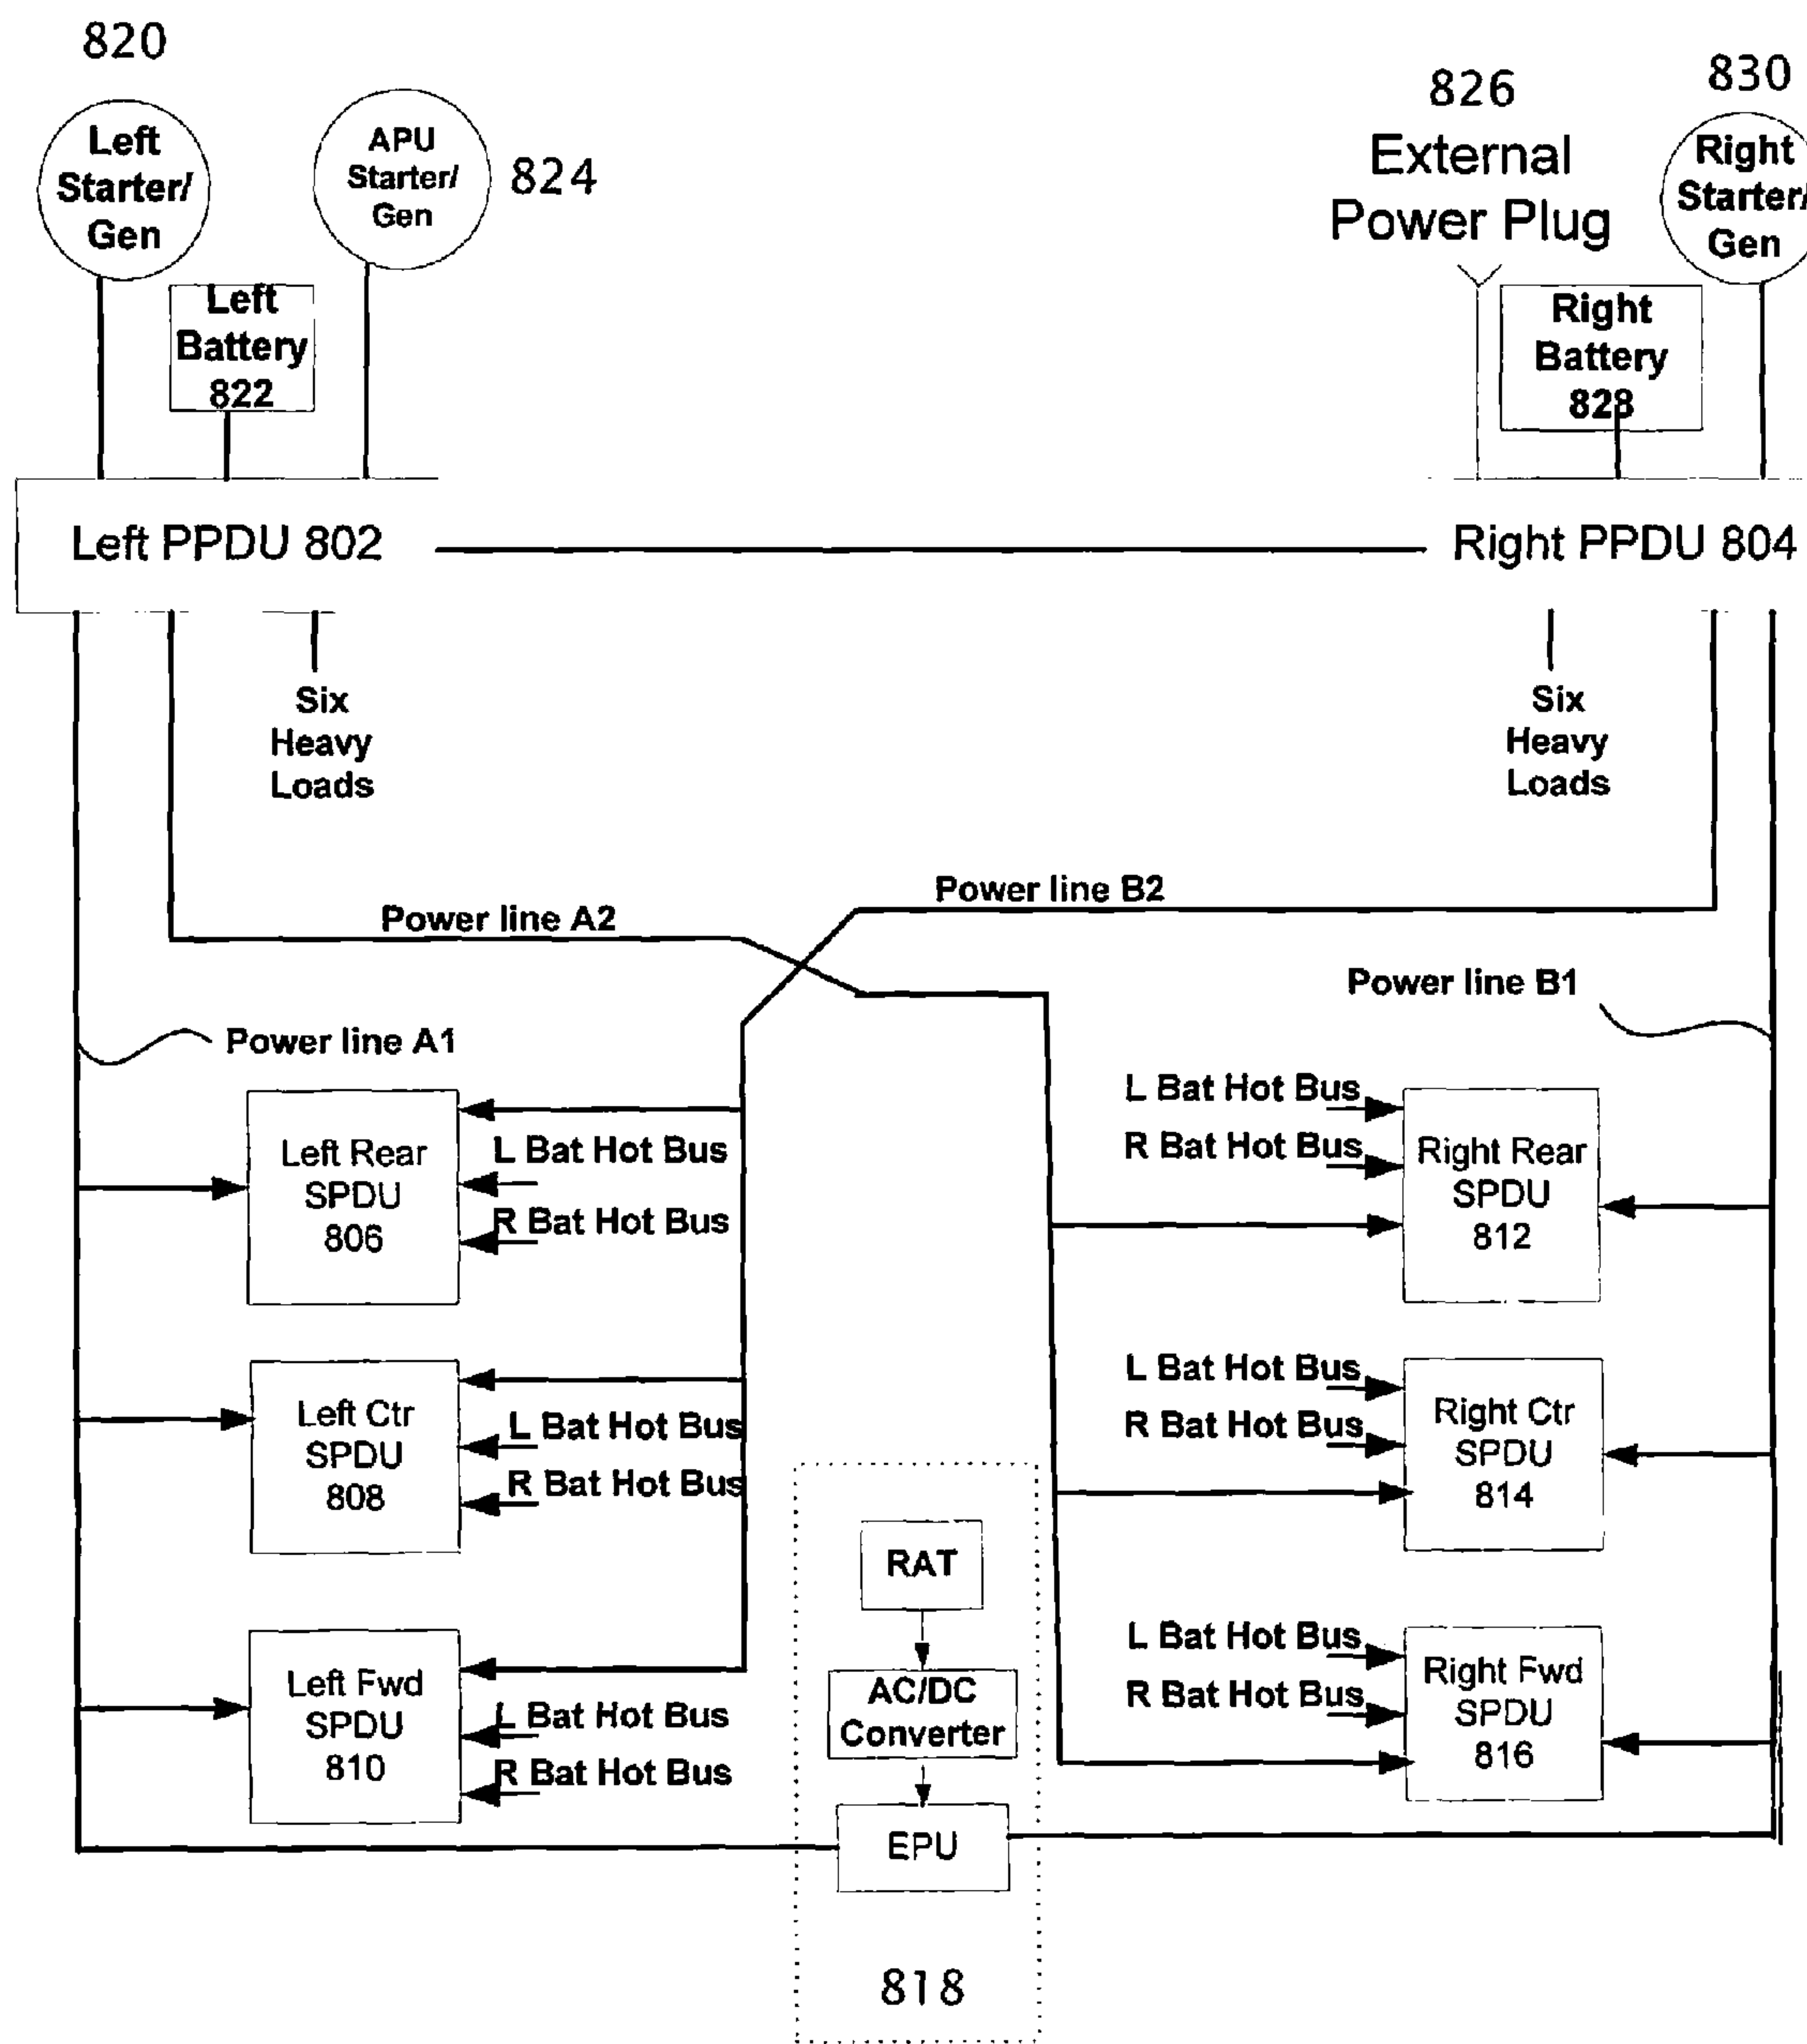 820
Left
Starter/
Gen
APU
Starter/
Gen
824
Left
Battery
822
826
External
Power Plug
830
Right
Starter/
Gen
Right
Battery
828
Left PPDU 802
Right PPDU 804
Six
Heavy
Loads
Six
Heavy
Loads
Power line A2
Power line B2
Power line A1
Power line B1
Left Rear
SPDU
806
L Bat Hot Bus
R Bat Hot Bus
L Bat Hot Bus
R Bat Hot Bus
Right Rear
SPDU
812
Left Ctr
SPDU
808
L Bat Hot Bus
R Bat Hot Bus
L Bat Hot Bus
R Bat Hot Bus
Right Ctr
SPDU
814
RAT
AC/DC
Converter
EPU
818
Left Fwd
SPDU
810
L Bat Hot Bus
R Bat Hot Bus
L Bat Hot Bus
R Bat Hot Bus
Right Fwd
SPDU
816